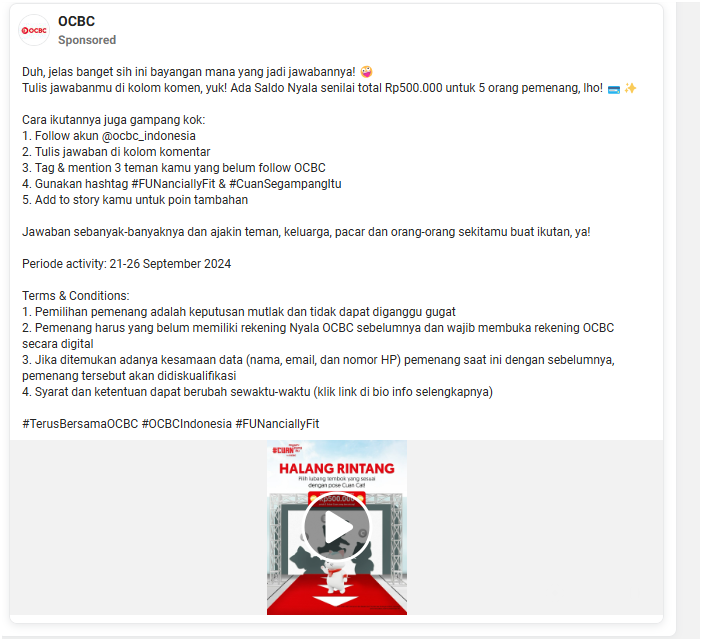 OCBC
OCBC
Sponsored
Duh, jelas banget sih ini bayangan mana yang jadi jawabannya! 🤪
Tulis jawabanmu di kolom komen, yuk! Ada Saldo Nyala senilai total Rp500.000 untuk 5 orang pemenang, lho! 💳 ✨
Cara ikutannya juga gampang kok:
1. Follow akun @ocbc_indonesia
2. Tulis jawaban di kolom komentar
3. Tag & mention 3 teman kamu yang belum follow OCBC
4. Gunakan hashtag #FUNanciallyFit & #CuanSegampangItu
5. Add to story kamu untuk poin tambahan
Jawaban sebanyak-banyaknya dan ajakin teman, keluarga, pacar dan orang-orang sekitamu buat ikutan, ya!
Periode activity: 21-26 September 2024
Terms & Conditions:
1. Pemilihan pemenang adalah keputusan mutlak dan tidak dapat diganggu gugat
2. Pemenang harus yang belum memiliki rekening Nyala OCBC sebelumnya dan wajib membuka rekening OCBC
secara digital
3. Jika ditemukan adanya kesamaan data (nama, email, dan nomor HP) pemenang saat ini dengan sebelumnya,
pemenang tersebut akan didiskualifikasi
4. Syarat dan ketentuan dapat berubah sewaktu-waktu (klik link di bio info selengkapnya)
#TerusBersamaOCBC #OCBCIndonesia #FUNanciallyFit
#CUAN
HALANG RINTANG
Pilih lubang tembok yang sesuai
dengan pose Cuan Cat!
Rp500.000